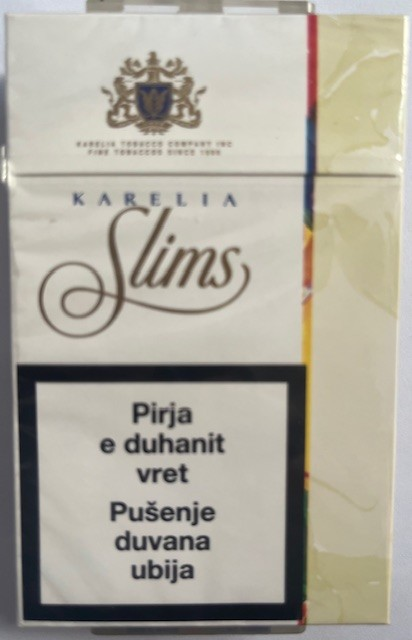 KARELIA TOBACCO COMPANY INC
FINE TOBACCOS SINCE 1888
KARELIA
Slims
Pirja
e duhanit
vret
Pušenje
duvana
ubija